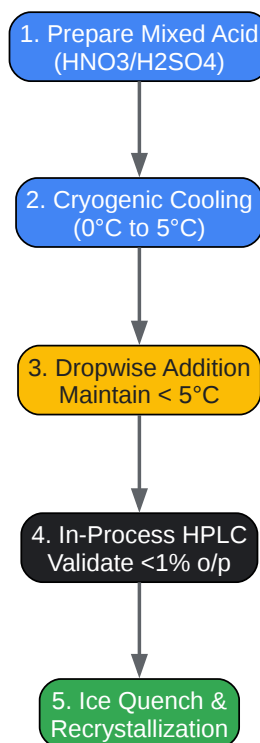 1. Prepare Mixed Acid
(HNO3/H2SO4)
2. Cryogenic Cooling
(0°C to 5°C)
3. Dropwise Addition
Maintain < 5°C
4. In-Process HPLC
Validate <1% o/p
5. Ice Quench &
Recrystallization